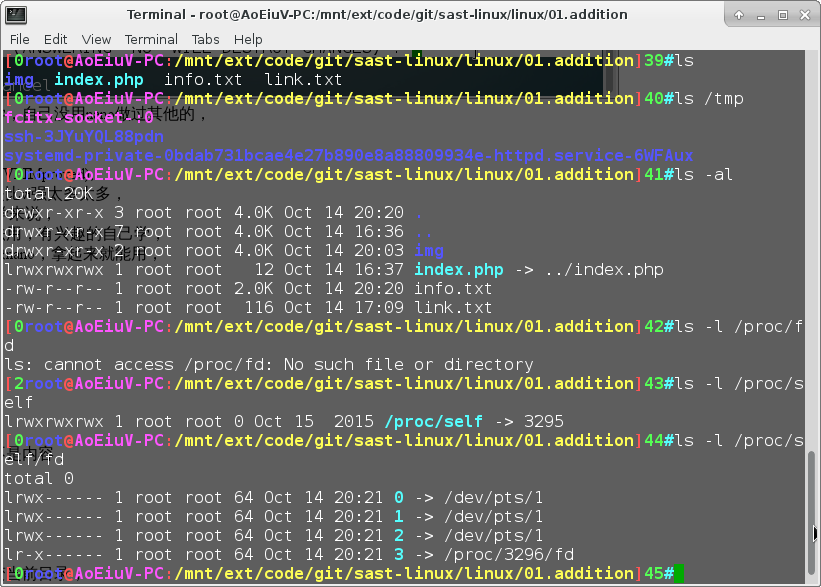 Terminal - root@AoEiuV-PC:/mnt/ext/code/git/sast-linux/linux/01.addition
File Edit View Terminal Tabs Help
[0root@AoEiuV-PC:/mnt/ext/code/git/sast-linux/linux/01.addition]39#ls
img index.php info.txt link.txt
[0root@AoEiuV-PC:/mnt/ext/code/git/sast-linux/linux/01.addition]40#ls /tmp
fcitx-socket-:0
ssh-3JYuYQL88pdn
systemd-private-0bdab731bcae4e27b890e8a88809934e-httpd.service-6WFAux
[0root@AoEiuV-PC:/mnt/ext/code/git/sast-linux/linux/01.addition]41#ls -al
total 20K
drwxr-xr-x 3 root root 4.0K Oct 14 20:20 .
drwxr-xr-x 7 root root 4.0K Oct 14 16:36 ..
drwxr-xr-x 2 root root 4.0K Oct 14 20:03 img
lrwxrwxrwx 1 root root 12 Oct 14 16:37 index.php -> ../index.php
-rw-r--r-- 1 root root 2.0K Oct 14 20:20 info.txt
-rw-r--r-- 1 root root 116 Oct 14 17:09 link.txt
[0root@AoEiuV-PC:/mnt/ext/code/git/sast-linux/linux/01.addition]42#ls -l /proc/f
d
ls: cannot access /proc/fd: No such file or directory
[2root@AoEiuV-PC:/mnt/ext/code/git/sast-linux/linux/01.addition]43#ls -l /proc/s
elf
lrwxrwxrwx 1 root root 0 Oct 15 2015 /proc/self -> 3295
[0root@AoEiuV-PC:/mnt/ext/code/git/sast-linux/linux/01.addition]44#ls -l /proc/s
elf/fd
total 0
lrwx------ 1 root root 64 Oct 14 20:21 0 -> /dev/pts/1
lrwx------ 1 root root 64 Oct 14 20:21 1 -> /dev/pts/1
lrwx------ 1 root root 64 Oct 14 20:21 2 -> /dev/pts/1
lr-x------ 1 root root 64 Oct 14 20:21 3 -> /proc/3296/fd
[0root@AoEiuV-PC:/mnt/ext/code/git/sast-linux/linux/01.addition]45#